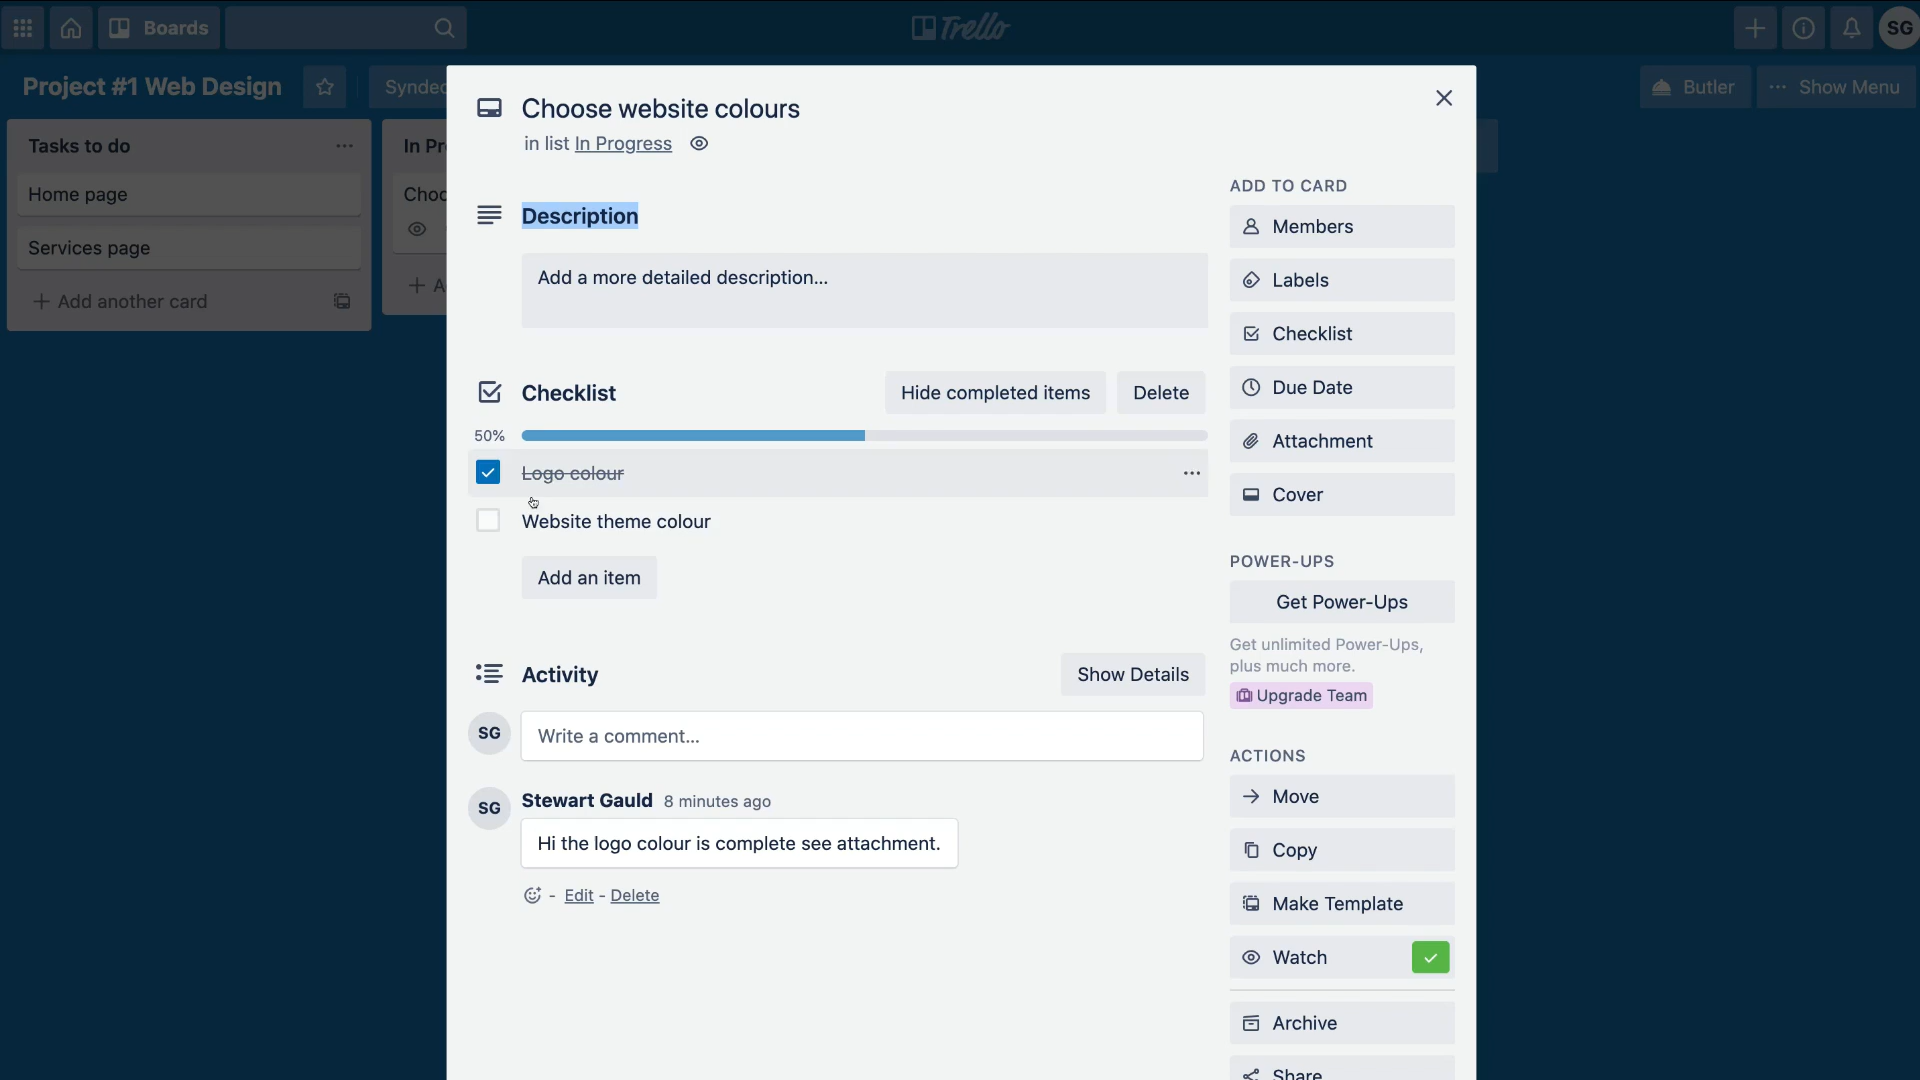 Boards
Trello
SG
Project #1 Web Design
Synded
Butler
Show Menu
Tasks to do
Home page
Services page
Add another card
In Pr
Choo
Choose website colours
in list In Progress
Description
Add a more detailed description...
Checklist
Hide completed items
Delete
50%
Logo colour
Website theme colour
Add an item
Activity
Show Details
SG
Write a comment...
SG
Stewart Gauld 8 minutes ago
Hi the logo colour is complete see attachment.
- Edit - Delete
ADD TO CARD
Members
Labels
Checklist
Due Date
Attachment
Cover
POWER-UPS
Get Power-Ups
Get unlimited Power-Ups,
plus much more.
Upgrade Team
ACTIONS
Move
Copy
Make Template
Watch
Archive
Share